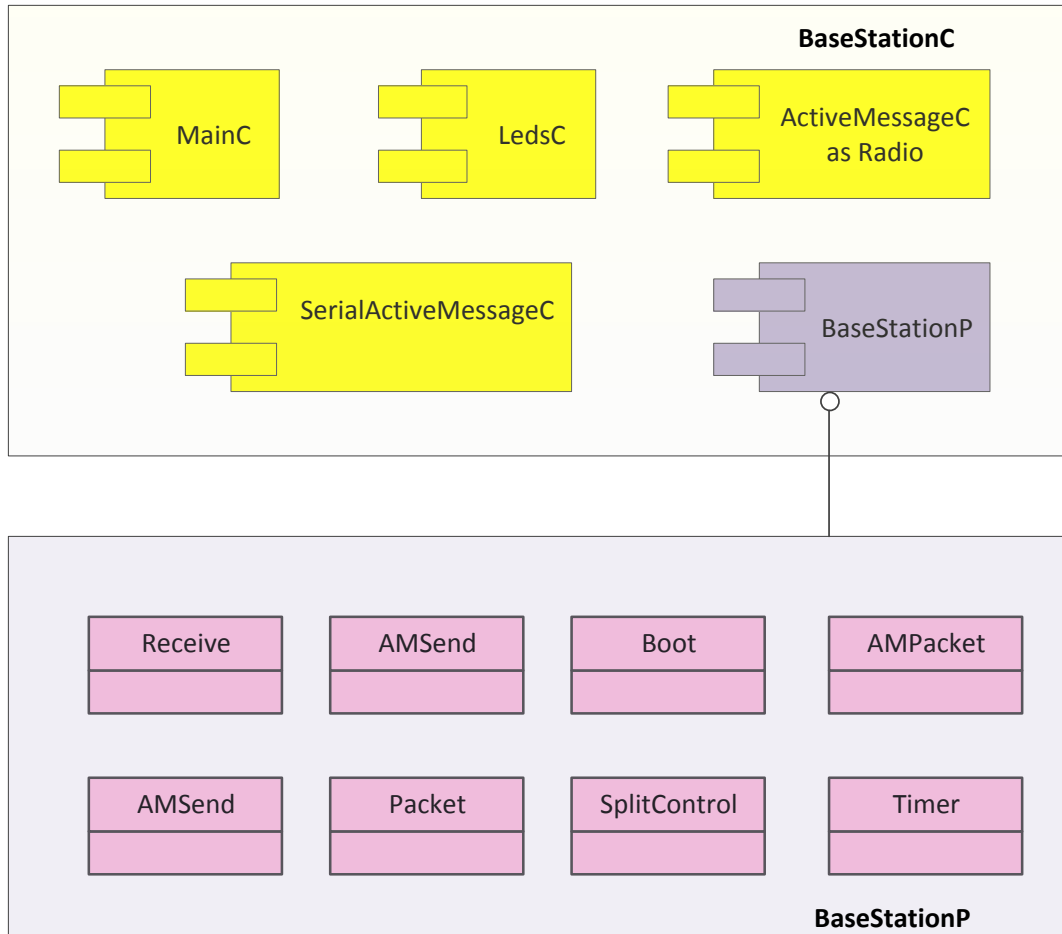 BaseStationC
MainC
LedsC
ActiveMessageC
as Radio
SerialActiveMessageC
BaseStationP
Receive
AMSend
Boot
AMPacket
AMSend
Packet
SplitControl
Timer
BaseStationP